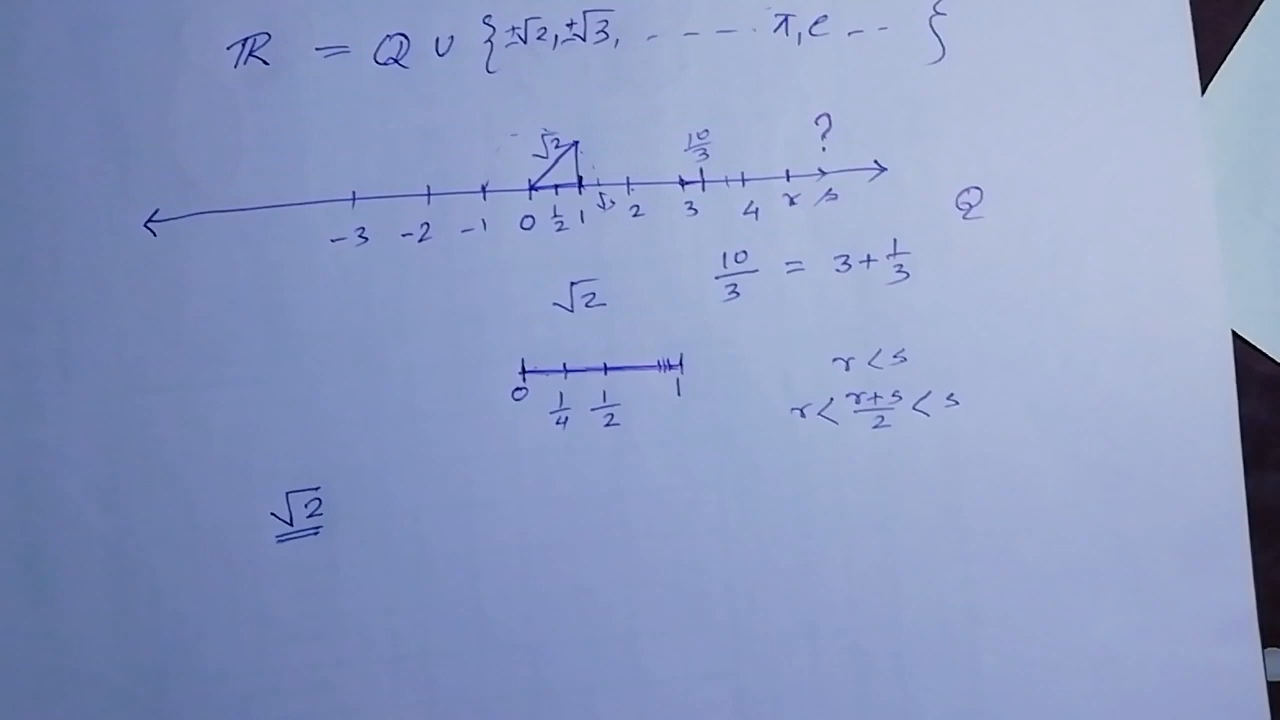 ℝ = Q ∪ {±√2, ±√3, - - - - π, e - - }
√2 10/3 ?
-3 -2 -1 0 1/2 1 √2 2 3 4 r s Q
10/3 = 3 + 1/3
√2
r < s
0 1/4 1/2 1
r < (r+s)/2 < s
√2